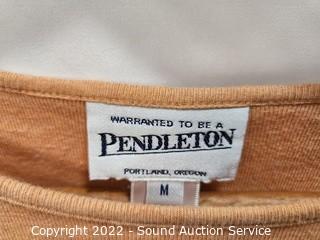 WARRANTED TO BE A
PENDLETON
PORTLAND, OREGON
M
Copyright 2022 - Sound Auction Service